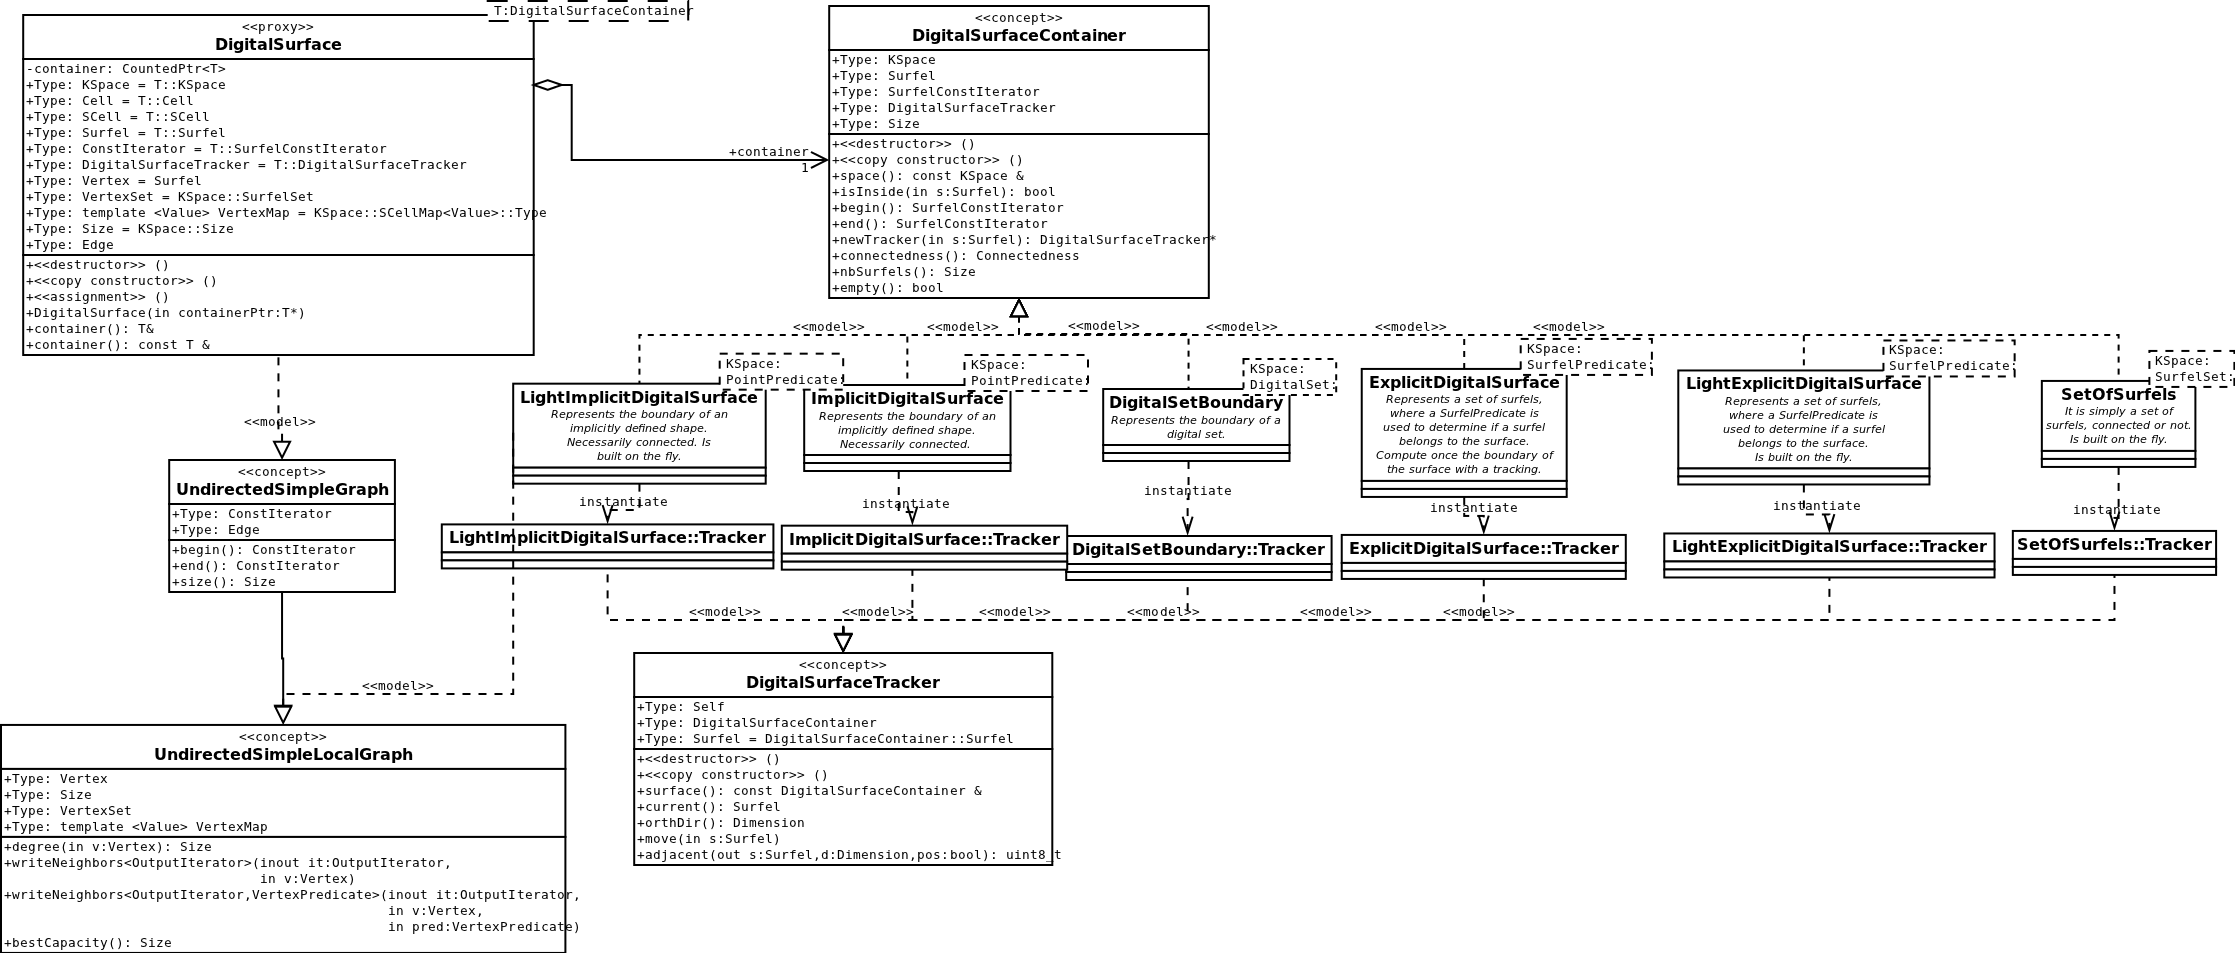 T:DigitalSurfaceContainer
<<proxy>>
DigitalSurface
-container: CountedPtr<T>
+Type: KSpace = T::KSpace
+Type: Cell = T::Cell
+Type: SCell = T::SCell
+Type: Surfel = T::Surfel
+Type: ConstIterator = T::SurfelConstIterator
+Type: DigitalSurfaceTracker = T::DigitalSurfaceTracker
+Type: Vertex = Surfel
+Type: VertexSet = KSpace::SurfelSet
+Type: template <Value> VertexMap = KSpace::SCellMap<Value>::Type
+Type: Size = KSpace::Size
+Type: Edge
+<<destructor>> ()
+<<copy constructor>> ()
+<<assignment>> ()
+DigitalSurface(in containerPtr:T*)
+container(): T&
+container(): const T &
+container
1
<<concept>>
DigitalSurfaceContainer
+Type: KSpace
+Type: Surfel
+Type: SurfelConstIterator
+Type: DigitalSurfaceTracker
+Type: Size
+<<destructor>> ()
+<<copy constructor>> ()
+space(): const KSpace &
+isInside(in s:Surfel): bool
+begin(): SurfelConstIterator
+end(): SurfelConstIterator
+newTracker(in s:Surfel): DigitalSurfaceTracker*
+connectedness(): Connectedness
+nbSurfels(): Size
+empty(): bool
<<model>> <<model>> <<model>> <<model>> <<model>> <<model>>
KSpace:
PointPredicate:
LightImplicitDigitalSurface
Represents the boundary of an
implicitly defined shape.
Necessarily connected. Is
built on the fly.
KSpace:
PointPredicate:
ImplicitDigitalSurface
Represents the boundary of an
implicitly defined shape.
Necessarily connected.
KSpace:
DigitalSet:
DigitalSetBoundary
Represents the boundary of a
digital set.
KSpace:
SurfelPredicate:
ExplicitDigitalSurface
Represents a set of surfels,
where a SurfelPredicate is
used to determine if a surfel
belongs to the surface.
Compute once the boundary of
the surface with a tracking.
KSpace:
SurfelPredicate:
LightExplicitDigitalSurface
Represents a set of surfels,
where a SurfelPredicate is
used to determine if a surfel
belongs to the surface.
Is built on the fly.
KSpace:
SurfelSet:
SetOfSurfels
It is simply a set of
surfels, connected or not.
Is built on the fly.
<<model>>
<<concept>>
UndirectedSimpleGraph
+Type: ConstIterator
+Type: Edge
+begin(): ConstIterator
+end(): ConstIterator
+size(): Size
instantiate instantiate instantiate instantiate instantiate instantiate
LightImplicitDigitalSurface::Tracker
ImplicitDigitalSurface::Tracker
DigitalSetBoundary::Tracker
ExplicitDigitalSurface::Tracker
LightExplicitDigitalSurface::Tracker
SetOfSurfels::Tracker
<<model>> <<model>> <<model>> <<model>> <<model>> <<model>>
<<model>>
<<concept>>
DigitalSurfaceTracker
+Type: Self
+Type: DigitalSurfaceContainer
+Type: Surfel = DigitalSurfaceContainer::Surfel
+<<destructor>> ()
+<<copy constructor>> ()
+surface(): const DigitalSurfaceContainer &
+current(): Surfel
+orthDir(): Dimension
+move(in s:Surfel)
+adjacent(out s:Surfel,d:Dimension,pos:bool): uint8_t
<<concept>>
UndirectedSimpleLocalGraph
+Type: Vertex
+Type: Size
+Type: VertexSet
+Type: template <Value> VertexMap
+degree(in v:Vertex): Size
+writeNeighbors<OutputIterator>(inout it:OutputIterator,
in v:Vertex)
+writeNeighbors<OutputIterator,VertexPredicate>(inout it:OutputIterator,
in v:Vertex,
in pred:VertexPredicate)
+bestCapacity(): Size